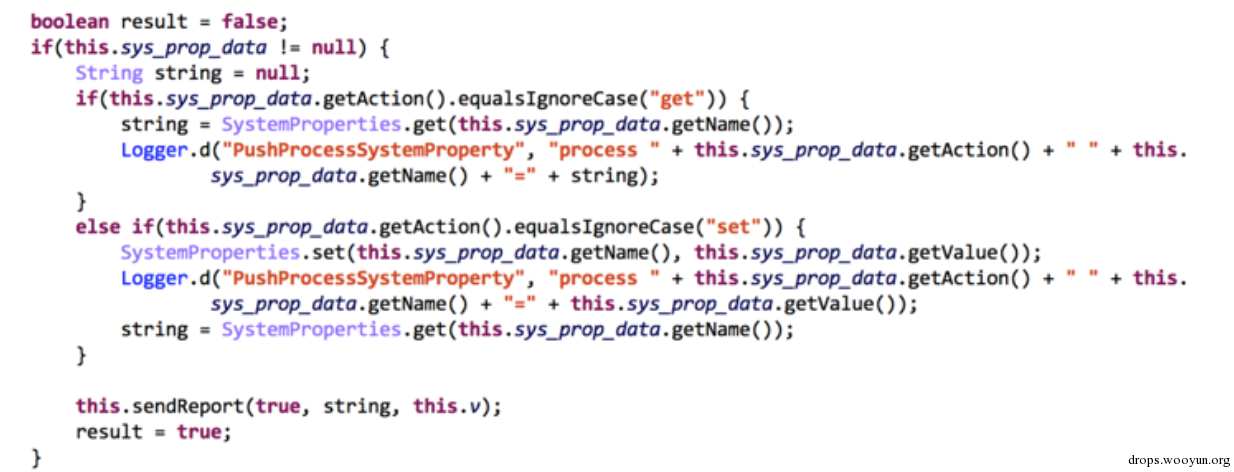 boolean result = false;
if(this.sys_prop_data != null) {
    String string = null;
    if(this.sys_prop_data.getAction().equalsIgnoreCase("get")) {
        string = SystemProperties.get(this.sys_prop_data.getName());
        Logger.d("PushProcessSystemProperty", "process " + this.sys_prop_data.getAction() + " " + this.
                sys_prop_data.getName() + "=" + string);
    }
    else if(this.sys_prop_data.getAction().equalsIgnoreCase("set")) {
        SystemProperties.set(this.sys_prop_data.getName(), this.sys_prop_data.getValue());
        Logger.d("PushProcessSystemProperty", "process " + this.sys_prop_data.getAction() + " " + this.
                sys_prop_data.getName() + "=" + this.sys_prop_data.getValue());
        string = SystemProperties.get(this.sys_prop_data.getName());
    }

    this.sendReport(true, string, this.v);
    result = true;
}
drops.wooyun.org